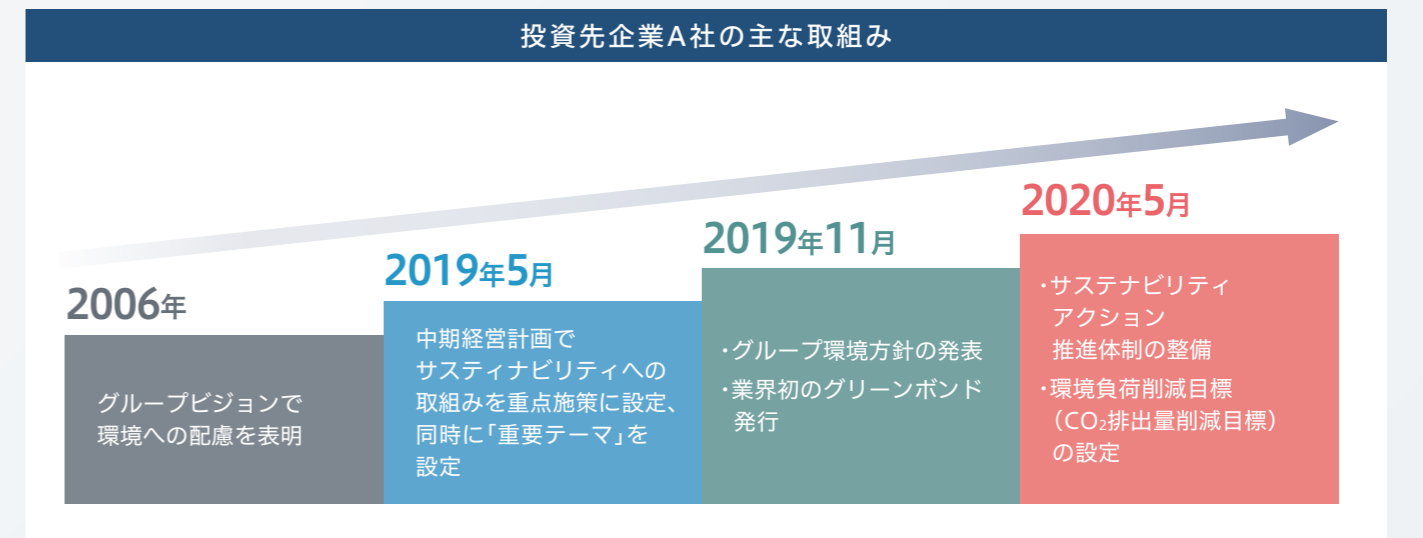 投資先企業A社の主な取組み
2006年
グループビジョンで
環境への配慮を表明
2019年5月
中期経営計画で
サスティナビリティへの
取組みを重点施策に設定、
同時に「重要テーマ」を
設定
2019年11月
・グループ環境方針の発表
・業界初のグリーンボンド
発行
2020年5月
・サステナビリティ
アクション
推進体制の整備
・環境負荷削減目標
（CO₂排出量削減目標）
の設定